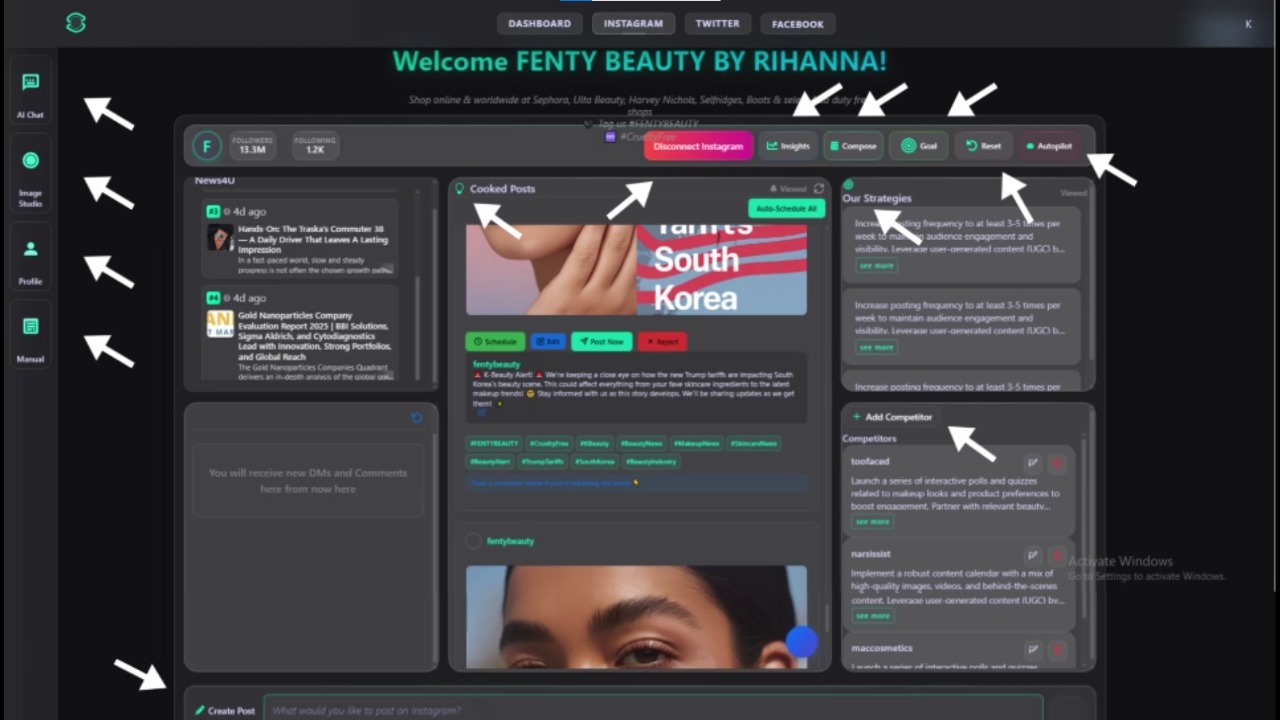 DASHBOARD
INSTAGRAM
TWITTER
FACEBOOK
K
Welcome FENTY BEAUTY BY RIHANNA!
Shop online & worldwide at Sephora, Ulta Beauty, Harvey Nichols, Selfridges, Boots & duty
shops
Tag us #FENTYBEAUTY
#CrueltyFree
AI Chat
Image
Studio
Profile
Manual
F
FOLLOWERS
13.3M
FOLLOWING
1.2K
Disconnect Instagram
Insights
Compose
Goal
Reset
Autopilot
News4U
#3 4d ago
Hands-On: The Traska's Commuter 38
— A Daily Driver That Leaves A Lasting
Impression
In a fast-paced world, slow and steady
progress is not often the chosen growth
#4 4d ago
AN
T MAR
Gold Nanoparticles Company
Evaluation Report 2025 | BBI Solutions,
Sigma Aldrich, and Cytodiagnostics
Lead with Innovation, Strong Portfolios,
and Global Reach
The Gold Nanoparticles Companies Quadrant
delivers an in-depth analysis of the global
You will receive new DMs and Comments
here from now here
Cooked Posts
Viewed
Auto-Schedule All
Tariffs
South
Korea
Schedule
Edit
Post Now
Reject
fentybeauty
🚨 K-Beauty Alert! 🚨 We're keeping a close eye on how the new Trump tariffs are impacting South
Korea's beauty scene. This could affect everything from your fave skincare ingredients to the latest
makeup trends! Stay informed with us as this story develops. We'll be sharing updates as we get
them!
#FENTYBEAUTY #CrueltyFree #KBeauty #BeautyNews #MakeupNews #SkincareNews
#BeautyAlert #TrumpTariffs #SouthKorea #BeautyIndustry
Drop a comment below if you're following this story!
fentybeauty
Our Strategies
Viewed
Increase posting frequency to at least 3-5 times per
week to maintain audience engagement and
visibility. Leverage user-generated content (UGC) b...
see more
Increase posting frequency to at least 3-5 times per
week to maintain audience engagement and
visibility. Leverage user-generated content (UGC) b...
see more
Increase posting frequency to at least 3-5 times per
+ Add Competitor
Competitors
toofaced
Launch a series of interactive polls and quizzes
related to makeup looks and product preferences to
boost engagement. Partner with relevant beauty...
see more
narsissist
Implement a robust content calendar with a mix of
high-quality images, videos, and behind-the-scenes
content. Leverage user-generated content (UGC) by...
see more
maccosmetics
Launch a series of interactive polls and quizzes
Activate Windows
Go to Settings to activate Windows.
Create Post
What would you like to post on Instagram?